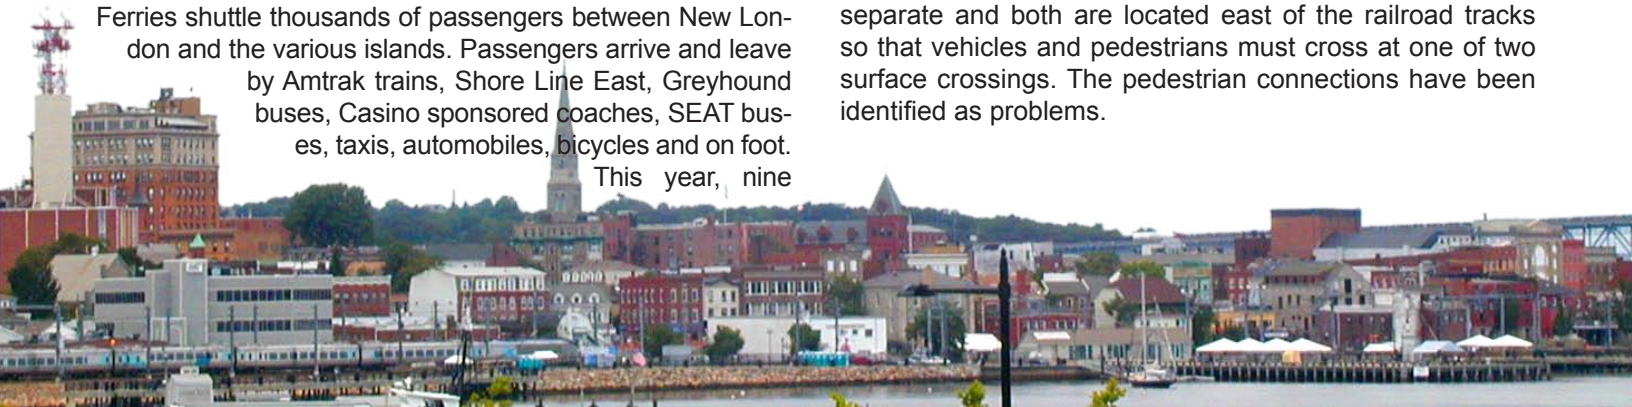 Ferries shuttle thousands of passengers between New Lon-
don and the various islands. Passengers arrive and leave
by Amtrak trains, Shore Line East, Greyhound
buses, Casino sponsored coaches, SEAT bus-
es, taxis, automobiles, bicycles and on foot.
This year, nine
separate and both are located east of the railroad tracks
so that vehicles and pedestrians must cross at one of two
surface crossings. The pedestrian connections have been
identified as problems.